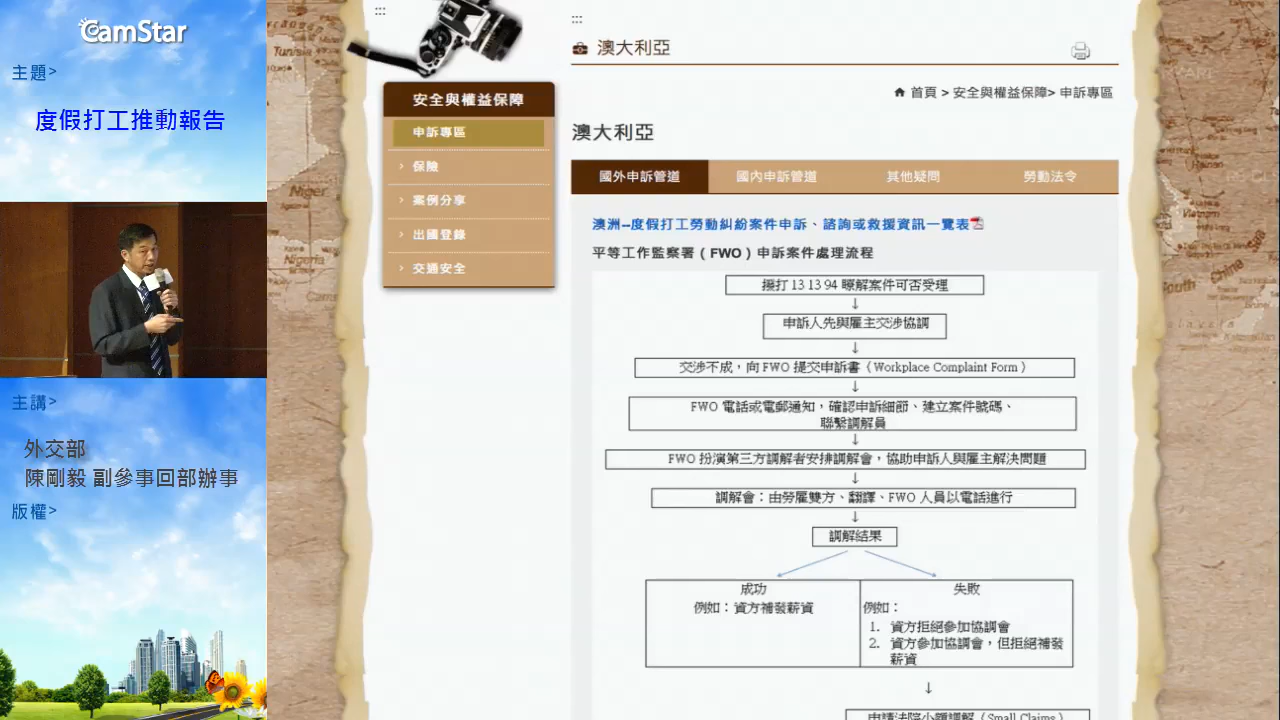 CamStar
主題>
度假打工推動報告
主講>
外交部
陳剛毅 副參事回部辦事
版權>
:::
安全與權益保障
申訴專區
› 保險
› 案例分享
› 出國登錄
› 交通安全
:::
澳大利亞
首頁 > 安全與權益保障> 申訴專區
澳大利亞
國外申訴管道 國內申訴管道 其他疑問 勞動法令
澳洲--度假打工勞動糾紛案件申訴、諮詢或救援資訊一覽表
平等工作監察署（FWO）申訴案件處理流程
撥打 13 13 94 瞭解案件可否受理
↓
申訴人先與雇主交涉協調
↓
交涉不成，向 FWO 提交申訴書（Workplace Complaint Form）
↓
FWO 電話或電郵通知，確認申訴細節、建立案件號碼、
聯繫調解員
↓
FWO 扮演第三方調解者安排調解會，協助申訴人與雇主解決問題
↓
調解會：由勞雇雙方、翻譯、FWO 人員以電話進行
↓
調解結果
成功
例如：資方補發薪資
失敗
例如：
1. 資方拒絕參加協調會
2. 資方參加協調會，但拒絕補發
薪資
↓
申請法院小額調解（Small Claims）